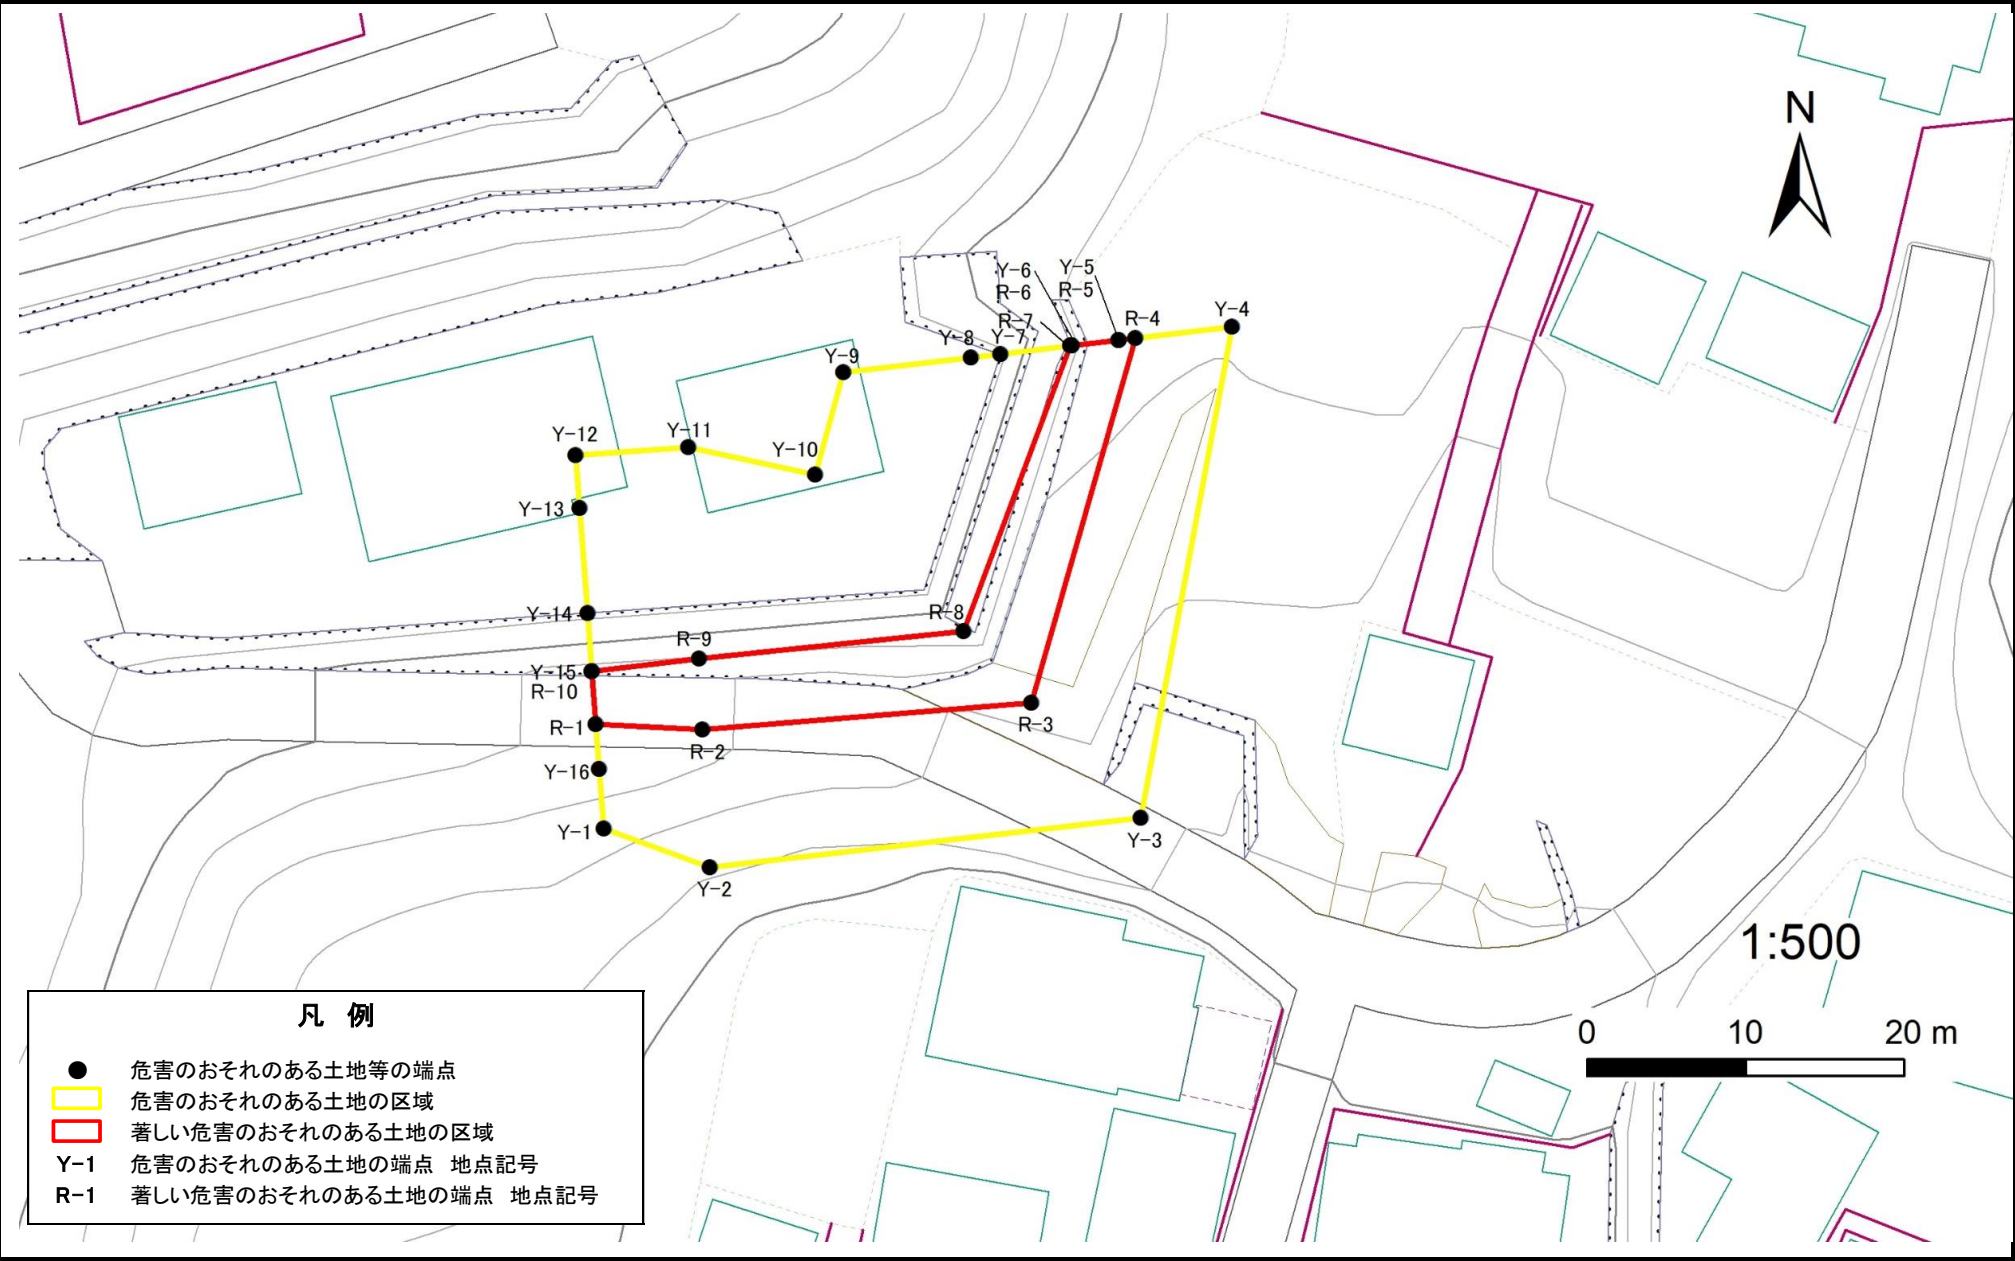 N
Y-6
Y-5
R-6
R-5
R-7
R-4
Y-4
Y-8
Y-7
Y-9
Y-12
Y-11
Y-10
Y-13
Y-14
R-8
R-9
Y-15
R-10
R-1
R-2
R-3
Y-16
Y-1
Y-3
Y-2
1:500
0 10 20 m
凡 例
危害のおそれのある土地等の端点
危害のおそれのある土地の区域
著しい危害のおそれのある土地の区域
Y-1 危害のおそれのある土地の端点 地点記号
R-1 著しい危害のおそれのある土地の端点 地点記号